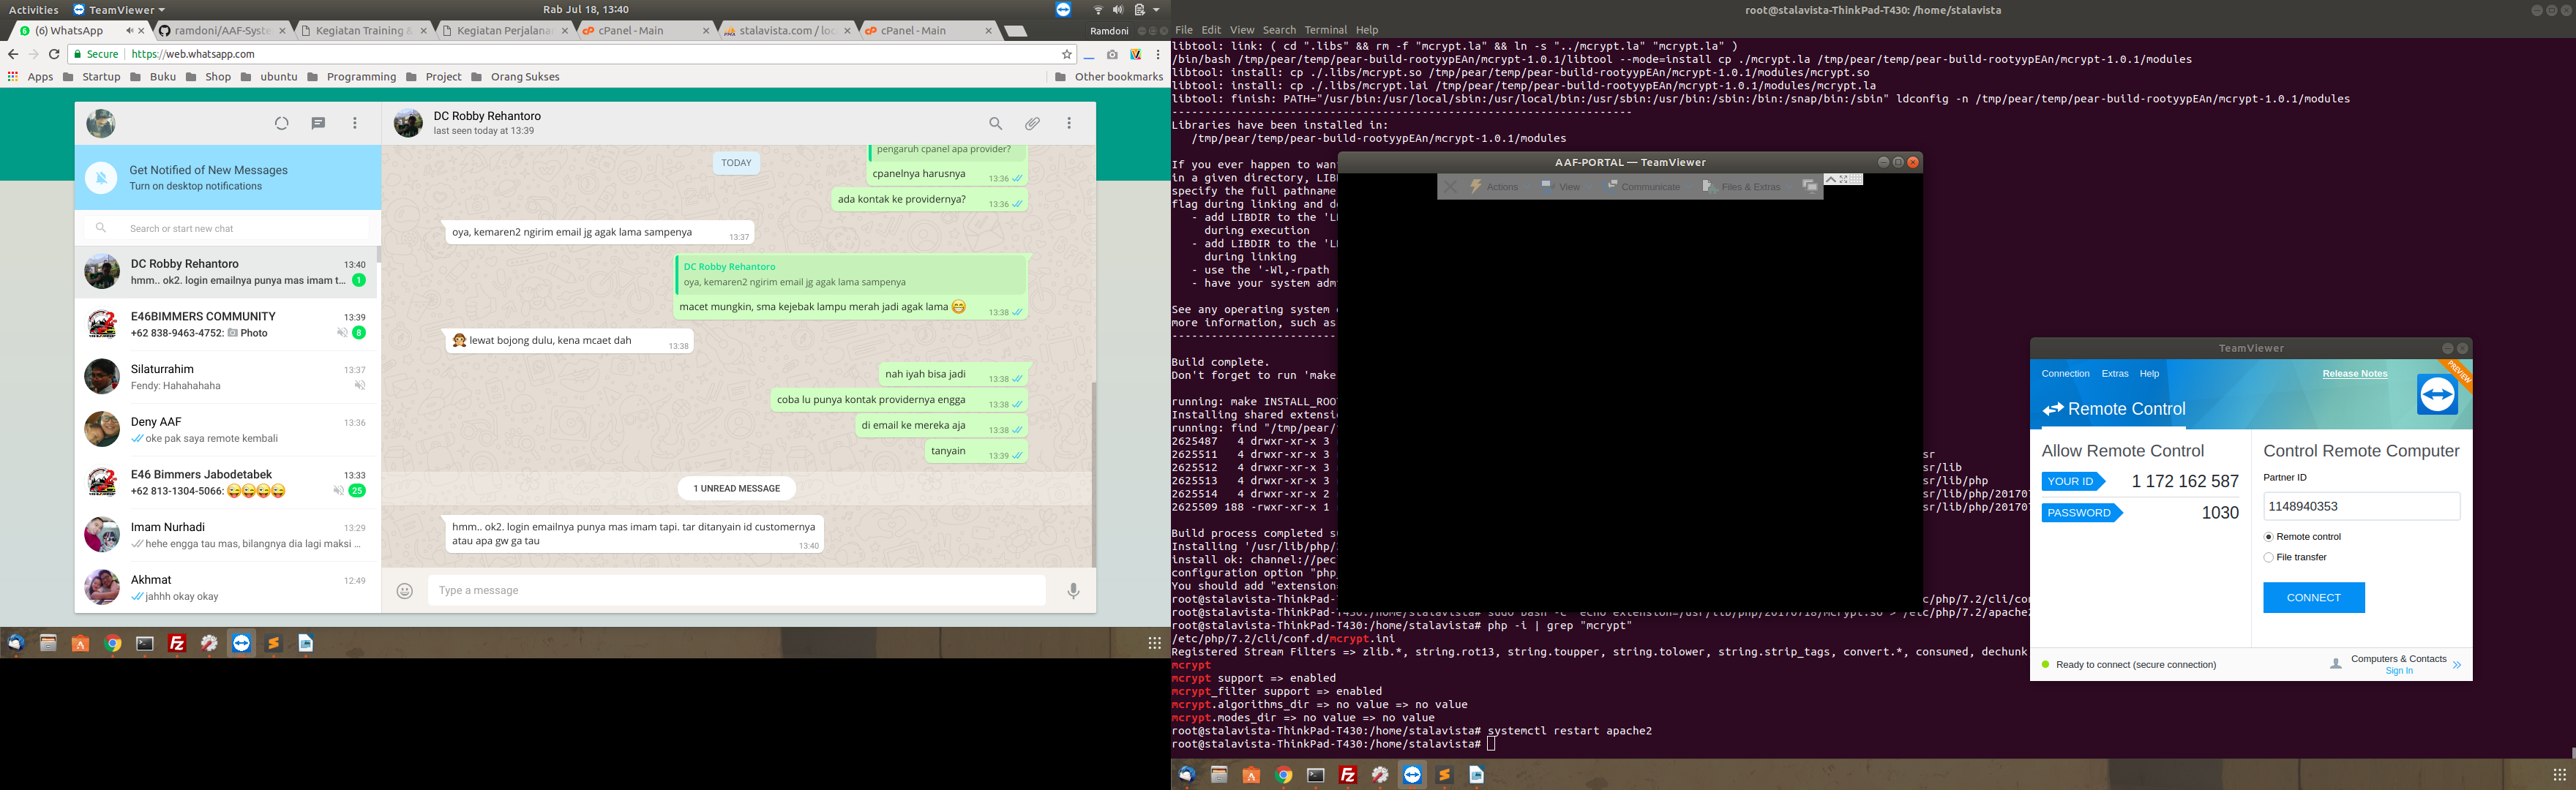 Activities
TeamViewer
Rab Jul 18, 13:40
(6) WhatsApp
ramdoni/AAF-Syste
Kegiatan Training &
Kegiatan Perjalanan
cPanel - Main
stalavista.com / loc
cPanel - Main
Ramdoni
Secure
https://web.whatsapp.com
Apps
Startup
Buku
Shop
ubuntu
Programming
Project
Orang Sukses
Other bookmarks
Get Notified of New Messages
Turn on desktop notifications
Search or start new chat
DC Robby Rehantoro 13:40
hmm.. ok2. login emailnya punya mas imam t... 1
E46BIMMERS COMMUNITY 13:39
+62 838-9463-4752: Photo 8
Silaturrahim 13:37
Fendy: Hahahahaha
Deny AAF 13:36
oke pak saya remote kembali
E46 Bimmers Jabodetabek 13:33
+62 813-1304-5066: 😜😜😜😜 25
Imam Nurhadi 13:29
hehe engga tau mas, bilangnya dia lagi maksi ...
Akhmat 12:49
jahhh okay okay
DC Robby Rehantoro
last seen today at 13:39
pengaruh cpanel apa provider?
TODAY
cpanelnya harusnya 13:36
ada kontak ke providernya? 13:36
oya, kemaren2 ngirim email jg agak lama sampenya 13:37
DC Robby Rehantoro
oya, kemaren2 ngirim email jg agak lama sampenya
macet mungkin, sma kejebak lampu merah jadi agak lama 😁 13:38
🙊 lewat bojong dulu, kena mcaet dah 13:38
nah iyah bisa jadi 13:38
coba lu punya kontak providernya engga 13:38
di email ke mereka aja 13:38
tanyain 13:39
1 UNREAD MESSAGE
hmm.. ok2. login emailnya punya mas imam tapi. tar ditanyain id customernya
atau apa gw ga tau 13:40
Type a message
root@stalavista-ThinkPad-T430: /home/stalavista
File Edit View Search Terminal Help
libtool: link: ( cd ".libs" && rm -f "mcrypt.la" && ln -s "../mcrypt.la" "mcrypt.la" )
/bin/bash /tmp/pear/temp/pear-build-rootyypEAn/mcrypt-1.0.1/libtool --mode=install cp ./mcrypt.la /tmp/pear/temp/pear-build-rootyypEAn/mcrypt-1.0.1/modules
libtool: install: cp ./.libs/mcrypt.so /tmp/pear/temp/pear-build-rootyypEAn/mcrypt-1.0.1/modules/mcrypt.so
libtool: install: cp ./.libs/mcrypt.lai /tmp/pear/temp/pear-build-rootyypEAn/mcrypt-1.0.1/modules/mcrypt.la
libtool: finish: PATH="/usr/bin:/usr/local/sbin:/usr/local/bin:/usr/sbin:/usr/bin:/sbin:/bin:/snap/bin:/sbin" ldconfig -n /tmp/pear/temp/pear-build-rootyypEAn/mcrypt-1.0.1/modules
----------------------------------------------------------------------
Libraries have been installed in:
/tmp/pear/temp/pear-build-rootyypEAn/mcrypt-1.0.1/modules
If you ever happen to wan
in a given directory, LIB
specify the full pathname
flag during linking and d
- add LIBDIR to the 'L
during execution
- add LIBDIR to the 'L
during linking
- use the '-Wl,-rpath
- have your system adm
See any operating system
more information, such as
Build complete.
Don't forget to run 'make
running: make INSTALL_ROO
Installing shared extensi
running: find "/tmp/pear/
2625487 4 drwxr-xr-x 3
2625511 4 drwxr-xr-x 3 sr
2625512 4 drwxr-xr-x 3 sr/lib
2625513 4 drwxr-xr-x 3 sr/lib/php
2625514 4 drwxr-xr-x 2 sr/lib/php/20170
2625509 188 -rwxr-xr-x 1 sr/lib/php/20170
Build process completed s
Installing '/usr/lib/php/
install ok: channel://pec
configuration option "php
You should add "extension
root@stalavista-ThinkPad-T c/php/7.2/cli/co
root@stalavista-ThinkPad-T430:/home/stalavista# sudo bash -c "echo extension=/usr/lib/php/20170718/mcrypt.so > /etc/php/7.2/apache2
root@stalavista-ThinkPad-T430:/home/stalavista# php -i | grep "mcrypt"
/etc/php/7.2/cli/conf.d/mcrypt.ini
Registered Stream Filters => zlib.*, string.rot13, string.toupper, string.tolower, string.strip_tags, convert.*, consumed, dechunk
mcrypt
mcrypt support => enabled
mcrypt_filter support => enabled
mcrypt.algorithms_dir => no value => no value
mcrypt.modes_dir => no value => no value
root@stalavista-ThinkPad-T430:/home/stalavista# systemctl restart apache2
root@stalavista-ThinkPad-T430:/home/stalavista#
AAF-PORTAL — TeamViewer
Actions
View
Communicate
Files & Extras
TeamViewer
Connection Extras Help
Release Notes
PREVIEW
Remote Control
Allow Remote Control
YOUR ID 1 172 162 587
PASSWORD 1030
Control Remote Computer
Partner ID
1148940353
Remote control
File transfer
CONNECT
Ready to connect (secure connection)
Computers & Contacts
Sign In